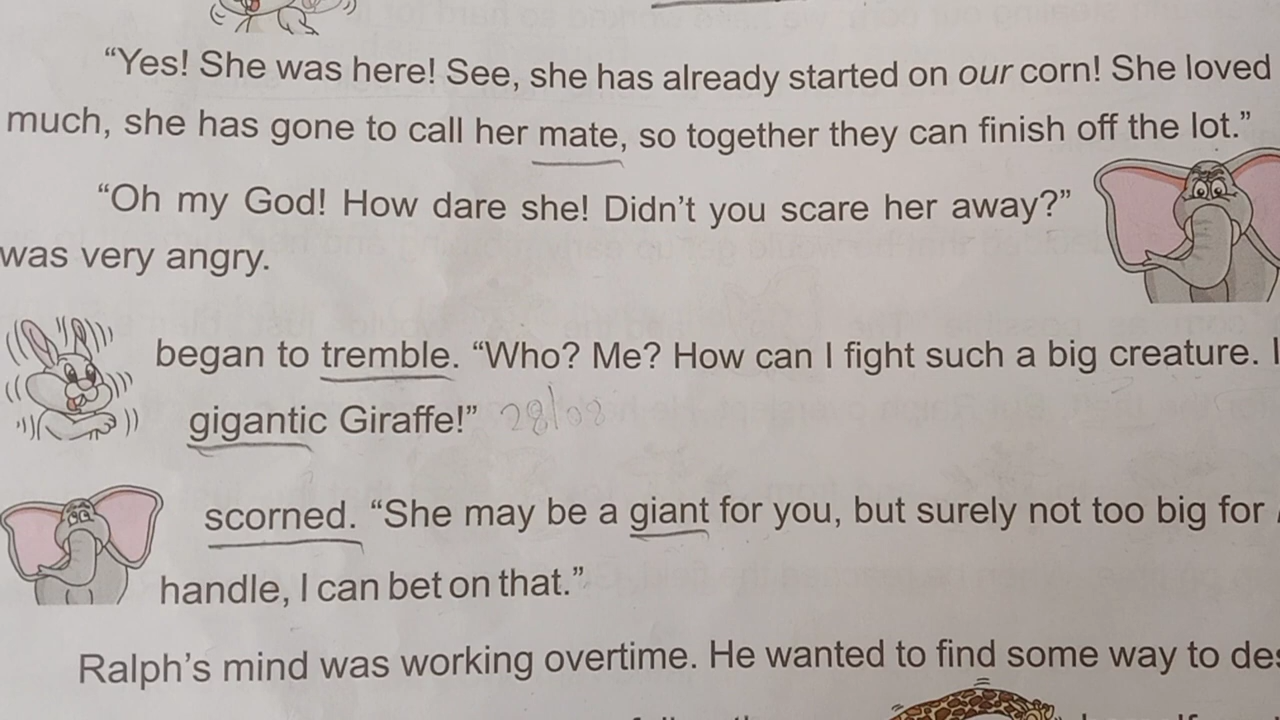 “Yes! She was here! See, she has already started on our corn! She loved
much, she has gone to call her mate, so together they can finish off the lot.”
“Oh my God! How dare she! Didn’t you scare her away?”
was very angry.
began to tremble. “Who? Me? How can I fight such a big creature. I
gigantic Giraffe!” 28/08
scorned. “She may be a giant for you, but surely not too big for
handle, I can bet on that.”
Ralph’s mind was working overtime. He wanted to find some way to des